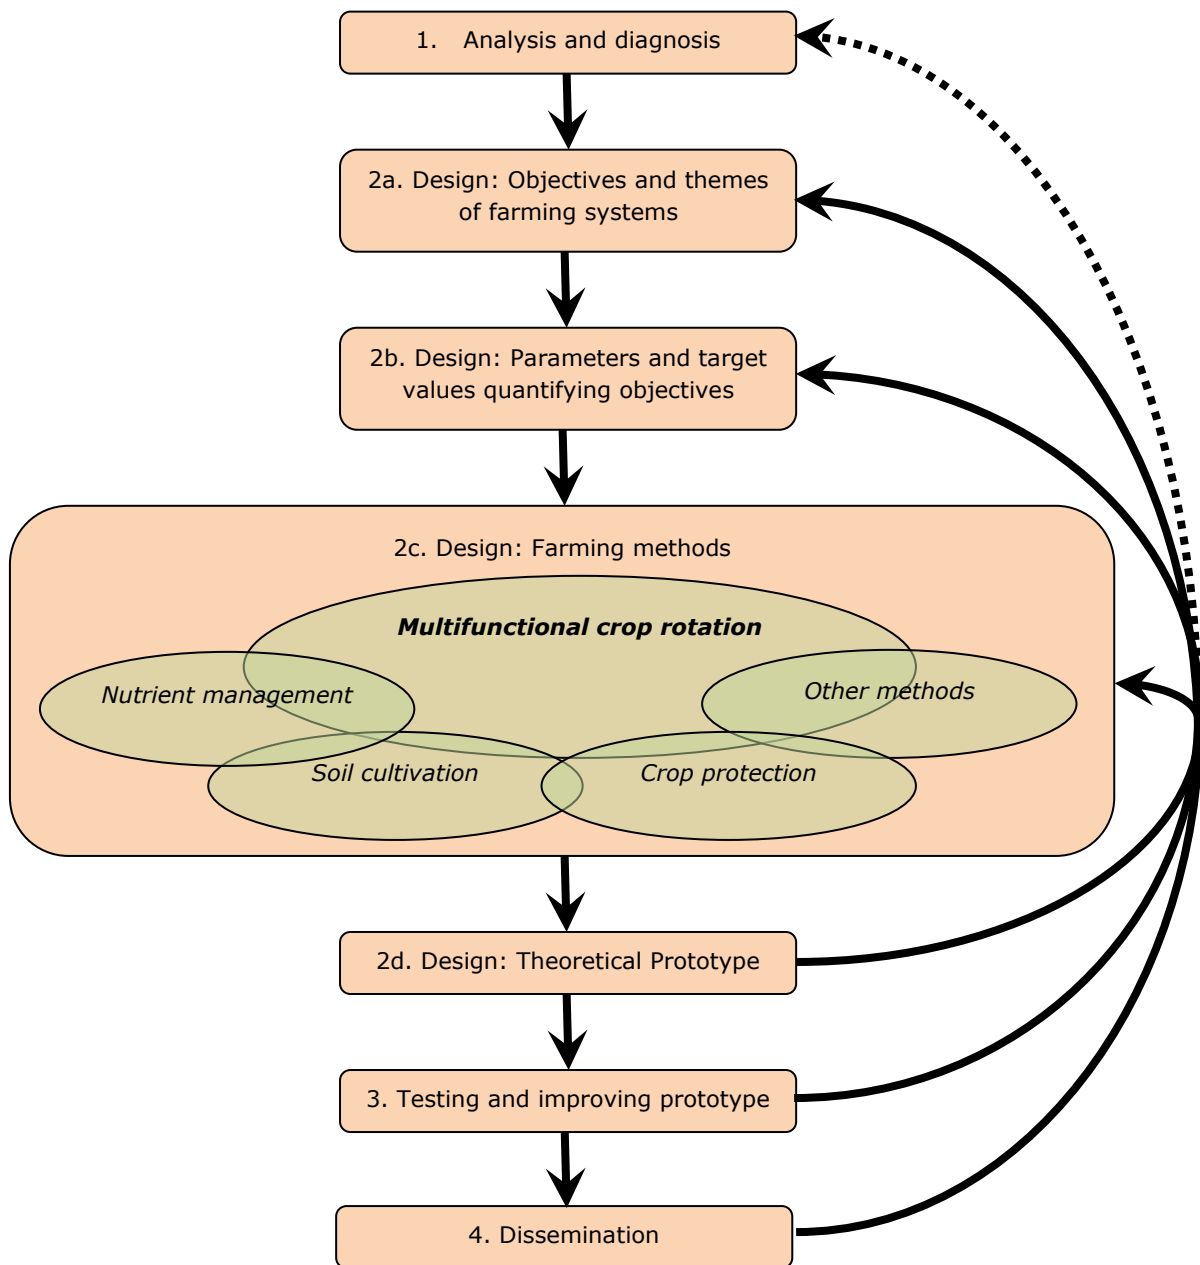 1. Analysis and diagnosis
2a. Design: Objectives and themes
of farming systems
2b. Design: Parameters and target
values quantifying objectives
2c. Design: Farming methods
Multifunctional crop rotation
Nutrient management
Other methods
Soil cultivation
Crop protection
2d. Design: Theoretical Prototype
3. Testing and improving prototype
4. Dissemination